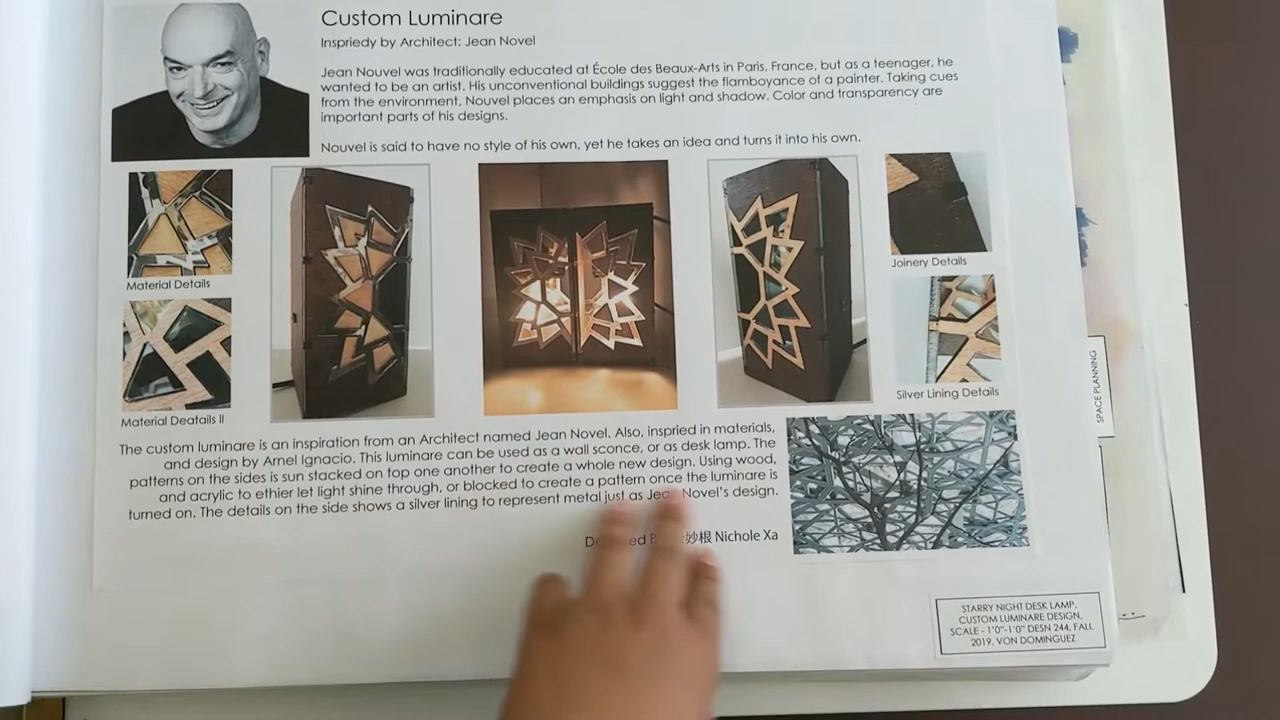 Custom Luminare
Inspriedy by Architect: Jean Novel
Jean Nouvel was traditionally educated at École des Beaux-Arts in Paris, France, but as a teenager, he
wanted to be an artist. His unconventional buildings suggest the flamboyance of a painter. Taking cues
from the environment, Nouvel places an emphasis on light and shadow. Color and transparency are
important parts of his designs.
Nouvel is said to have no style of his own, yet he takes an idea and turns it into his own.
Material Details
Joinery Details
Material Deatails II
Silver Lining Details
The custom luminare is an inspiration from an Architect named Jean Novel. Also, inspried in materials,
and design by Arnel Ignacio. This luminare can be used as a wall sconce, or as desk lamp. The
patterns on the sides is sun stacked on top one another to create a whole new design. Using wood,
and acrylic to ethier let light shine through, or blocked to create a pattern once the luminare is
turned on. The details on the side shows a silver lining to represent metal just as Jean Novel's design.
妙根 Nichole Xa
STARRY NIGHT DESK LAMP,
CUSTOM LUMINARE DESIGN,
SCALE - 1'0"-1'0" DESN 244, FALL
2019, VON DOMINGUEZ
SPACE PLANNING